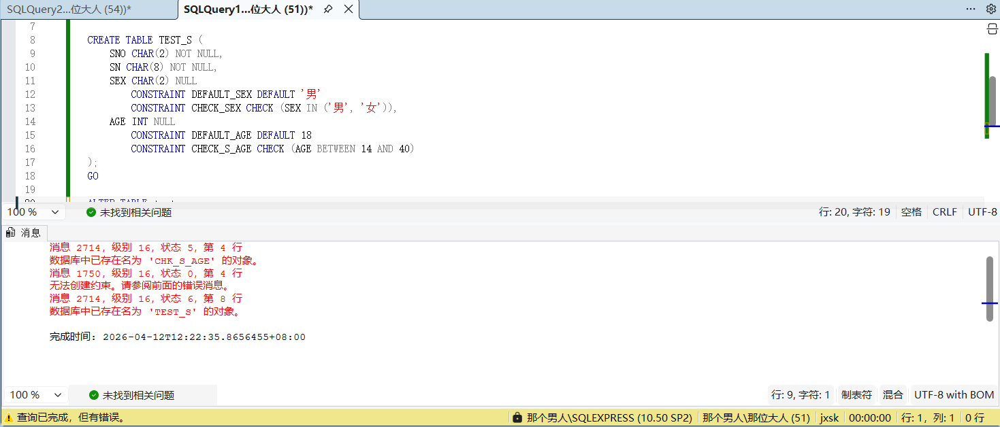 SQLQuery2...位大人 (54))*
SQLQuery1...位大人 (51))*
7
8 CREATE TABLE TEST_S (
9 SNO CHAR(2) NOT NULL,
10 SN CHAR(8) NOT NULL,
11 SEX CHAR(2) NULL
12 CONSTRAINT DEFAULT_SEX DEFAULT '男'
13 CONSTRAINT CHECK_SEX CHECK (SEX IN ('男', '女')),
14 AGE INT NULL
15 CONSTRAINT DEFAULT_AGE DEFAULT 18
16 CONSTRAINT CHECK_S_AGE CHECK (AGE BETWEEN 14 AND 40)
17 );
18 GO
19
20 ALTER TABLE
100 % 未找到相关问题 行: 20, 字符: 19 空格 CRLF UTF-8
消息
消息 2714，级别 16，状态 5，第 4 行
数据库中已存在名为 'CHK_S_AGE' 的对象。
消息 1750，级别 16，状态 0，第 4 行
无法创建约束。请参阅前面的错误消息。
消息 2714，级别 16，状态 6，第 8 行
数据库中已存在名为 'TEST_S' 的对象。
完成时间: 2026-04-12T12:22:35.8656455+08:00
100 % 未找到相关问题 行: 9, 字符: 1 制表符 混合 UTF-8 with BOM
查询已完成，但有错误。 那个男人\SQLEXPRESS (10.50 SP2) 那个男人\那位大人 (51) jxsk 00:00:00 行: 1，列: 1 0 行